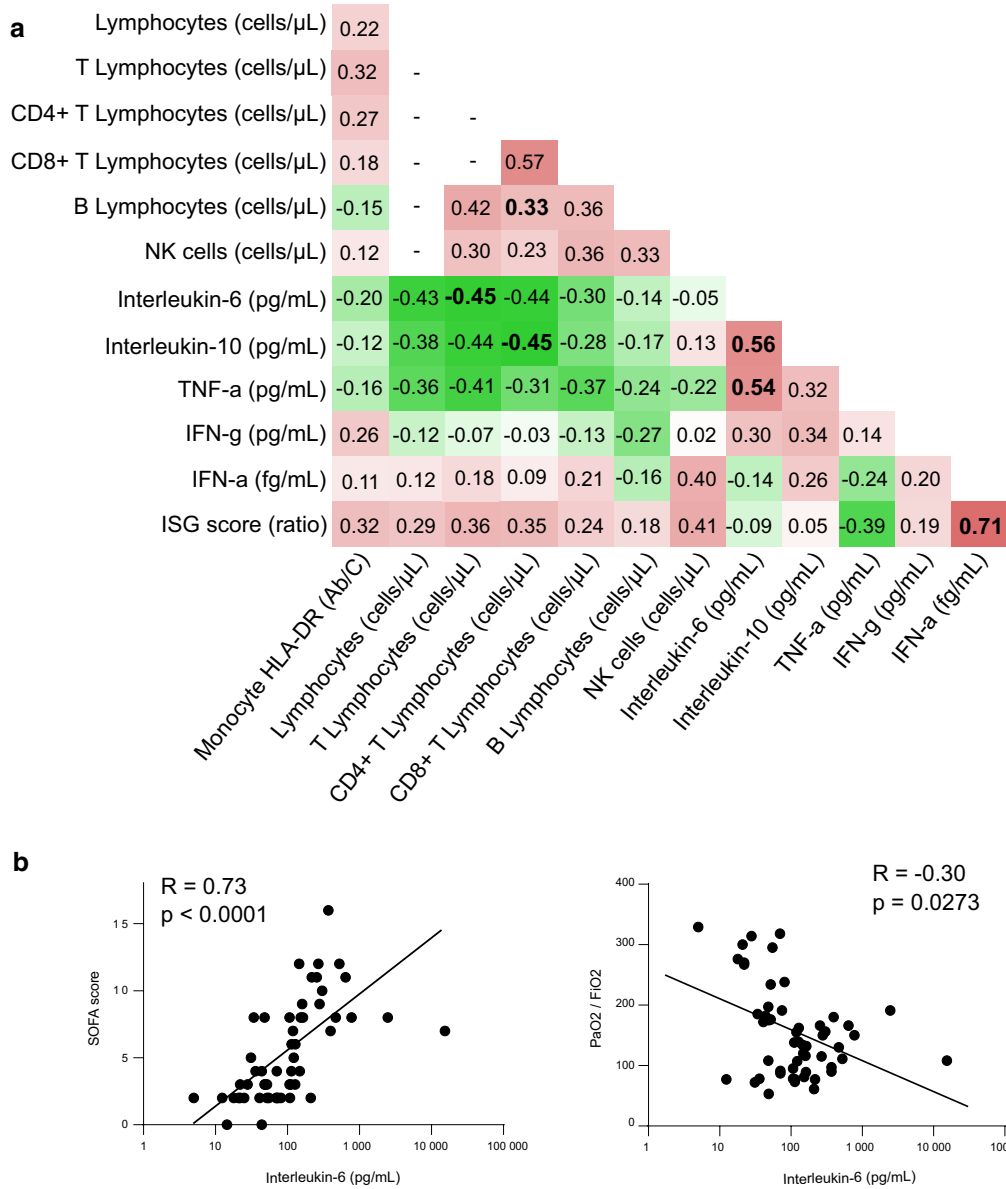 a
Lymphocytes (cells/µL) 0.22
T Lymphocytes (cells/µL) 0.32 -
CD4+ T Lymphocytes (cells/µL) 0.27 - -
CD8+ T Lymphocytes (cells/µL) 0.18 - - 0.57
B Lymphocytes (cells/µL) -0.15 - 0.42 0.33 0.36
NK cells (cells/µL) 0.12 - 0.30 0.23 0.36 0.33
Interleukin-6 (pg/mL) -0.20 -0.43 -0.45 -0.44 -0.30 -0.14 -0.05
Interleukin-10 (pg/mL) -0.12 -0.38 -0.44 -0.45 -0.28 -0.17 0.13 0.56
TNF-a (pg/mL) -0.16 -0.36 -0.41 -0.31 -0.37 -0.24 -0.22 0.54 0.32
IFN-g (pg/mL) 0.26 -0.12 -0.07 -0.03 -0.13 -0.27 0.02 0.30 0.34 0.14
IFN-a (fg/mL) 0.11 0.12 0.18 0.09 0.21 -0.16 0.40 -0.14 0.26 -0.24 0.20
ISG score (ratio) 0.32 0.29 0.36 0.35 0.24 0.18 0.41 -0.09 0.05 -0.39 0.19 0.71
Monocyte HLA-DR (Ab/C)
Lymphocytes (cells/µL)
T Lymphocytes (cells/µL)
CD4+ T Lymphocytes (cells/µL)
CD8+ T Lymphocytes (cells/µL)
B Lymphocytes (cells/µL)
NK cells (cells/µL)
Interleukin-6 (pg/mL)
Interleukin-10 (pg/mL)
TNF-a (pg/mL)
IFN-g (pg/mL)
IFN-a (fg/mL)
b
R = 0.73
p < 0.0001
SOFA score
15
10
5
0
1 10 100 1 000 10 000 100 000
Interleukin-6 (pg/mL)
R = -0.30
p = 0.0273
PaO2 / FiO2
400
300
200
100
0
1 10 100 1 000 10 000 100 00
Interleukin-6 (pg/mL)